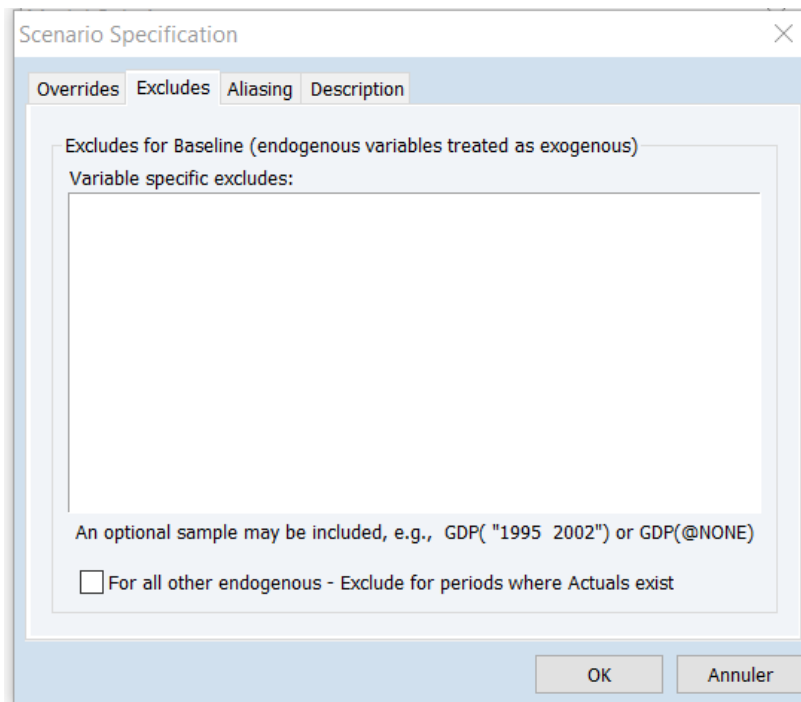 Scenario Specification
Overrides Excludes Aliasing Description
Excludes for Baseline (endogenous variables treated as exogenous)
Variable specific excludes:
An optional sample may be included, e.g., GDP( "1995 2002") or GDP(@NONE)
For all other endogenous - Exclude for periods where Actuals exist
OK Annuler